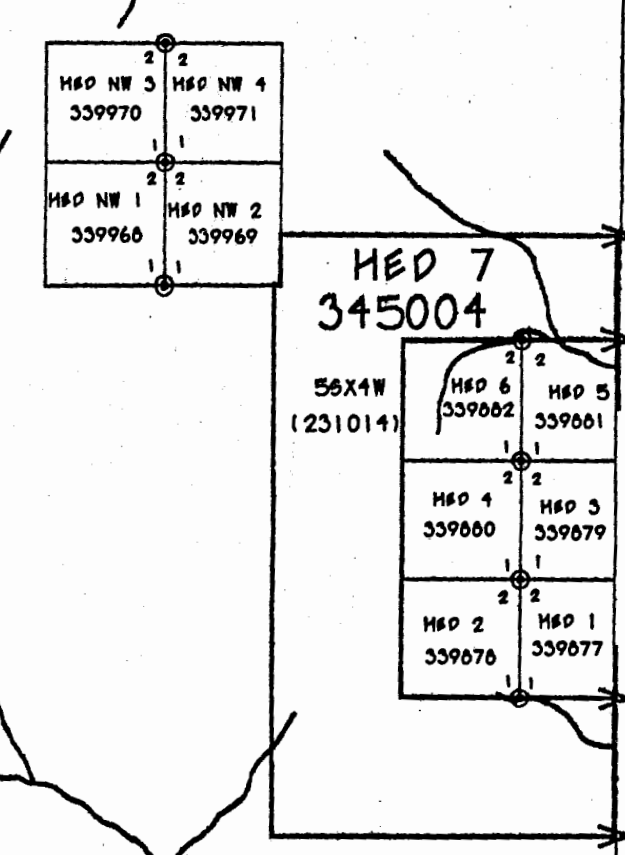 2 2
HED NW 3
339970
HED NW 4
339971
1 1
2 2
HED NW 1
339968
HED NW 2
339969
1 1
HED 7
345004
5SX4W
(231014)
2 2
HED 6
339882
HED 5
339881
1 1
2 2
HED 4
339880
HED 3
339879
1 1
2 2
HED 2
339878
HED 1
339877
1 1